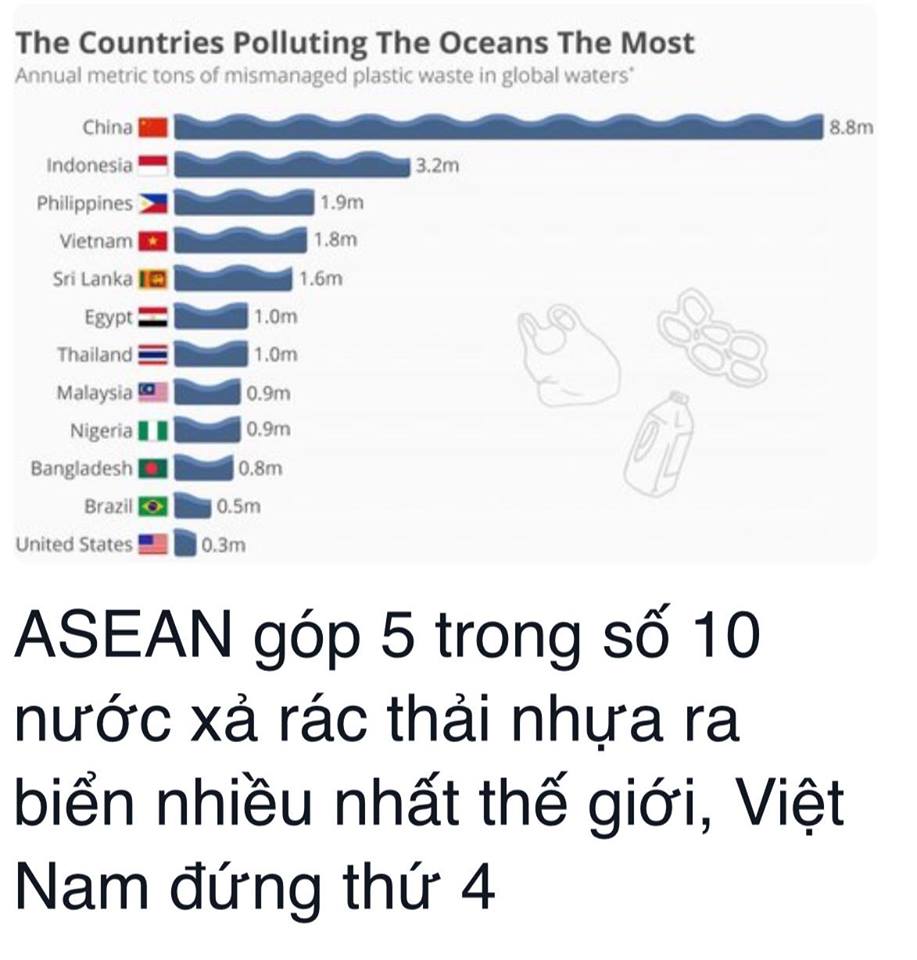 The Countries Polluting The Oceans The Most
Annual metric tons of mismanaged plastic waste in global waters*
China 8.8m
Indonesia 3.2m
Philippines 1.9m
Vietnam 1.8m
Sri Lanka 1.6m
Egypt 1.0m
Thailand 1.0m
Malaysia 0.9m
Nigeria 0.9m
Bangladesh 0.8m
Brazil 0.5m
United States 0.3m
ASEAN góp 5 trong số 10
nước xả rác thải nhựa ra
biển nhiều nhất thế giới, Việt
Nam đứng thứ 4